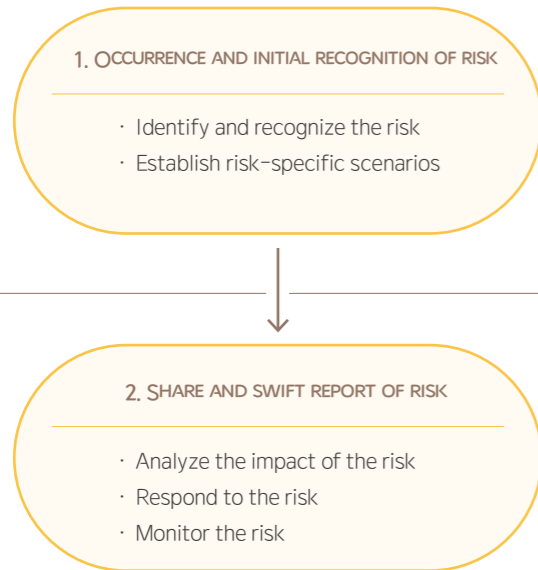 1. OCCURRENCE AND INITIAL RECOGNITION OF RISK
· Identify and recognize the risk
· Establish risk-specific scenarios
2. SHARE AND SWIFT REPORT OF RISK
· Analyze the impact of the risk
· Respond to the risk
· Monitor the risk